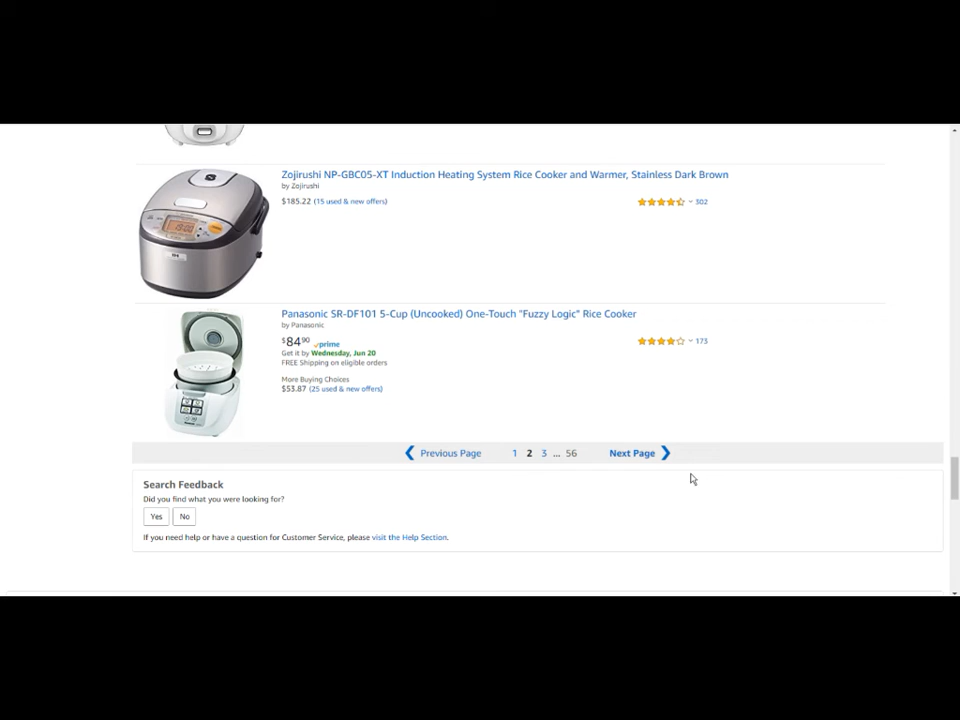 Zojirushi NP-GBC05-XT Induction Heating System Rice Cooker and Warmer, Stainless Dark Brown
by Zojirushi
$185.22 (15 used & new offers)
302
Panasonic SR-DF101 5-Cup (Uncooked) One-Touch "Fuzzy Logic" Rice Cooker
by Panasonic
$84.90 prime
173
Get it by Wednesday, Jun 20
FREE Shipping on eligible orders
More Buying Choices
$53.87 (25 used & new offers)
Previous Page 1 2 3 ... 56 Next Page
Search Feedback
Did you find what you were looking for?
Yes No
If you need help or have a question for Customer Service, please visit the Help Section.